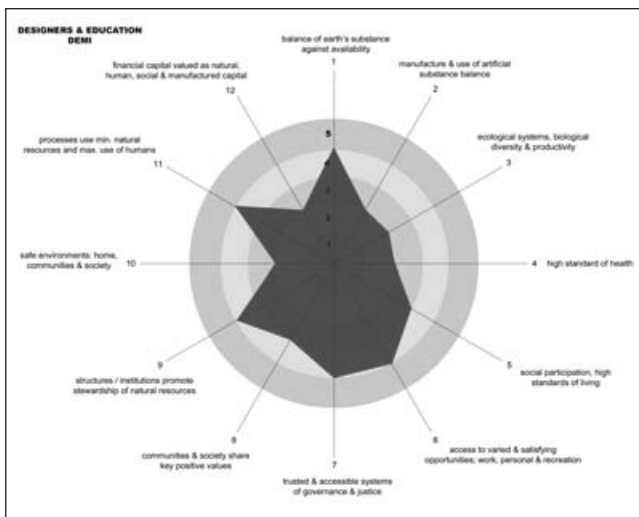 DESIGNERS & EDUCATION
DEMI
balance of earth's substance
against availability
1
financial capital valued as natural,
human, social & manufactured capital
12
manufacture & use of artificial
substance balance
2
processes use min. natural
resources and max. use of humans
11
ecological systems, biological
diversity & productivity
3
5
4
3
2
1
safe environments: home,
communities & society
10
4
high standard of health
9
structures / institutions promote
stewardship of natural resources
5
social participation, high
standards of living
8
communities & society share
key positive values
7
trusted & accessible systems
of governance & justice
6
access to varied & satisfying
opportunities; work, personal & recreation